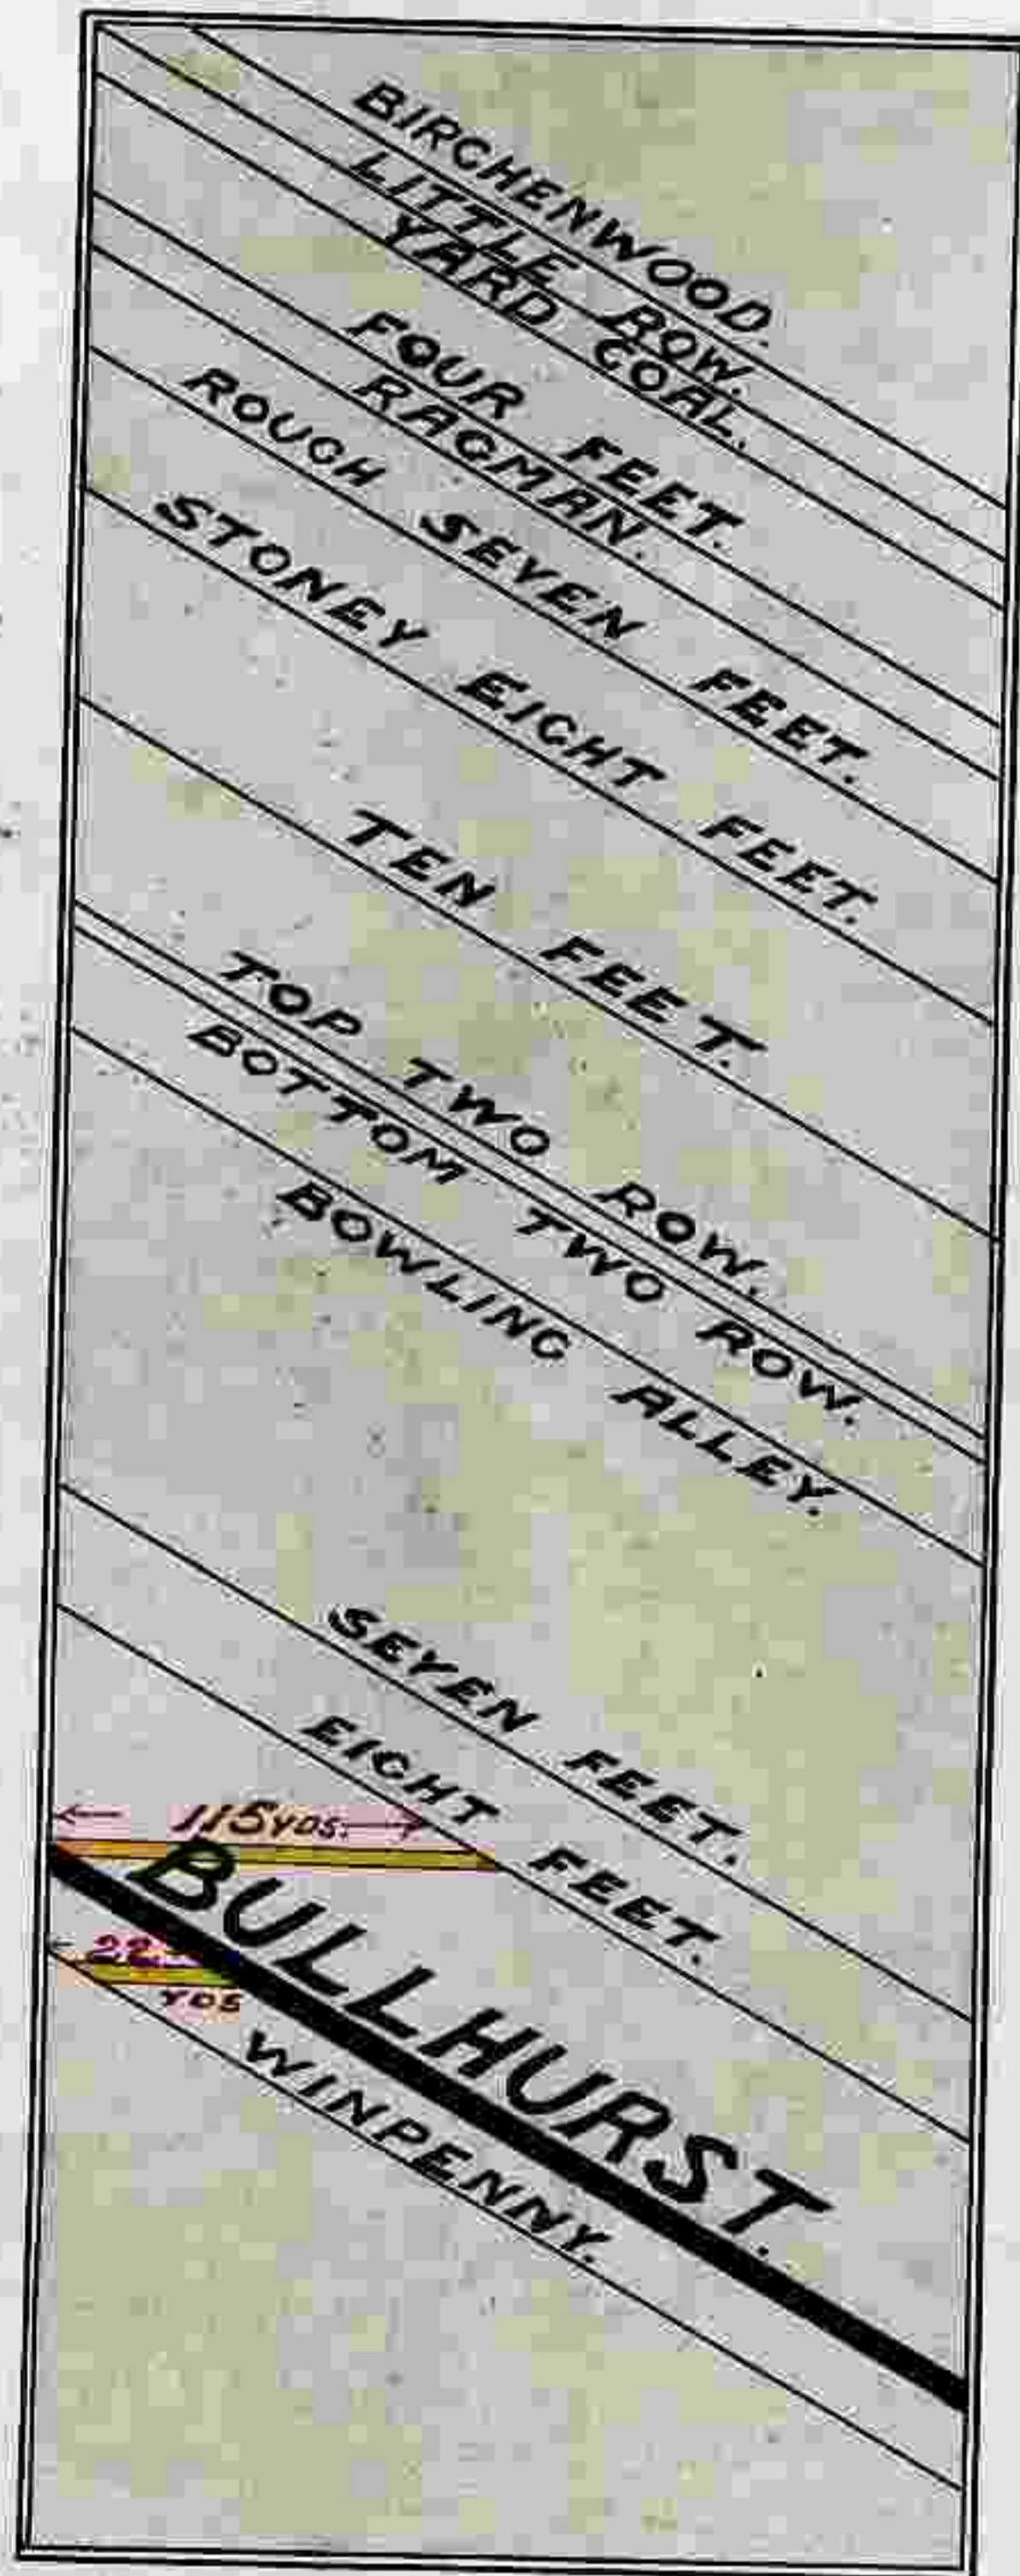 BIRCHENWOOD.
LITTLE ROW.
YARD COAL.
FOUR FEET.
RAGMAN.
ROUGH SEVEN FEET.
STONEY EIGHT FEET.
TEN FEET.
TOP TWO ROW.
BOTTOM TWO ROW.
BOWLING ALLEY.
SEVEN FEET.
EIGHT FEET.
115 YDS.
BULLHURST.
22
YDS
WINPENNY.